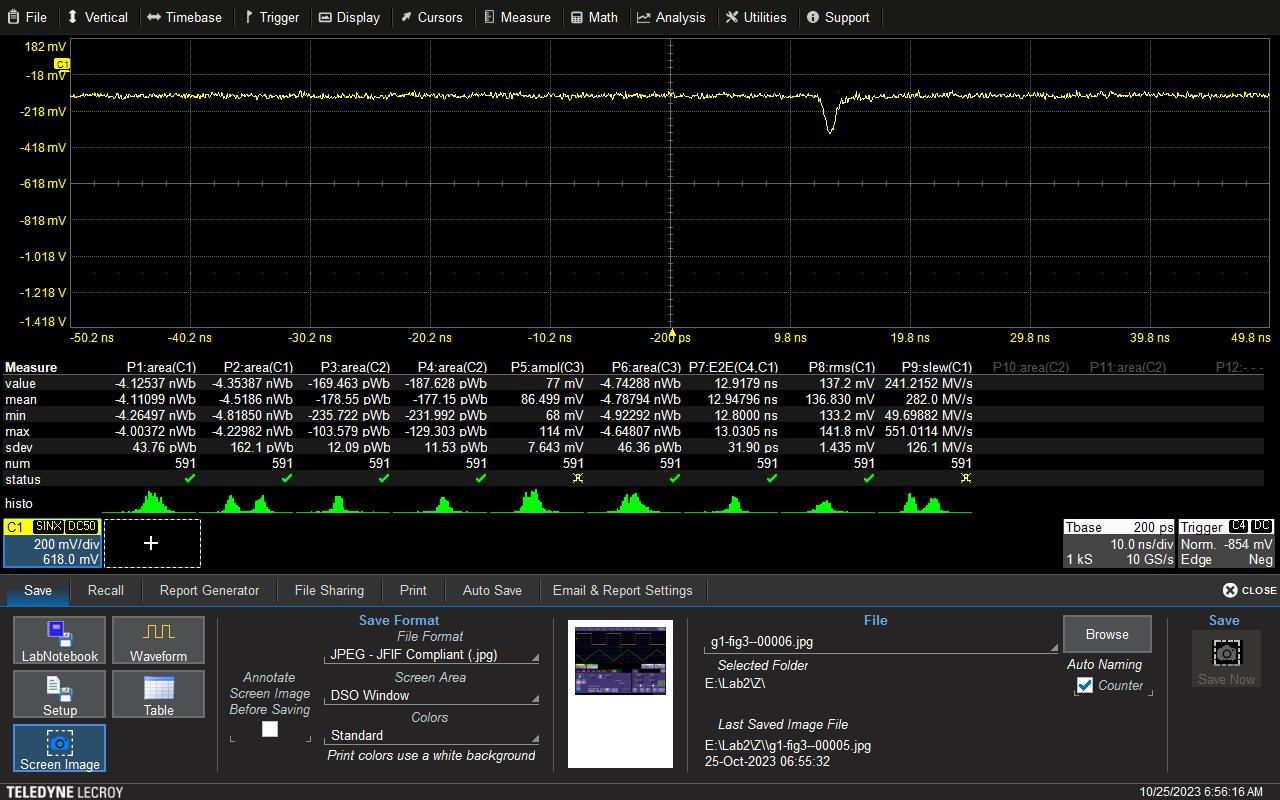 File Vertical Timebase Trigger Display Cursors Measure Math Analysis Utilities Support
182 mV
C1
-18 mV
-218 mV
-418 mV
-618 mV
-818 mV
-1.018 V
-1.218 V
-1.418 V
-50.2 ns -40.2 ns -30.2 ns -20.2 ns -10.2 ns -200 ps 9.8 ns 19.8 ns 29.8 ns 39.8 ns 49.8 ns
Measure P1:area(C1) P2:area(C1) P3:area(C2) P4:area(C2) P5:ampl(C3) P6:area(C3) P7:E2E(C4,C1) P8:rms(C1) P9:slew(C1) P10:area(C2) P11:area(C2) P12:- - -
value -4.12537 nWb -4.35387 nWb -169.463 pWb -187.628 pWb 77 mV -4.74288 nWb 12.9179 ns 137.2 mV 241.2152 MV/s
mean -4.11099 nWb -4.5186 nWb -178.55 pWb -177.15 pWb 86.499 mV -4.78794 nWb 12.94796 ns 136.830 mV 282.0 MV/s
min -4.26497 nWb -4.81850 nWb -235.722 pWb -231.992 pWb 68 mV -4.92292 nWb 12.8000 ns 133.2 mV 49.69882 MV/s
max -4.00372 nWb -4.22982 nWb -103.579 pWb -129.303 pWb 114 mV -4.64807 nWb 13.0305 ns 141.8 mV 551.0114 MV/s
sdev 43.76 pWb 162.1 pWb 12.09 pWb 11.53 pWb 7.643 mV 46.36 pWb 31.90 ps 1.435 mV 126.1 MV/s
num 591 591 591 591 591 591 591 591 591
status
histo
C1 SINX DC50
200 mV/div
618.0 mV
+
Tbase 200 ps
10.0 ns/div
1 kS 10 GS/s
Trigger C4 DC
Norm. -854 mV
Edge Neg
Save Recall Report Generator File Sharing Print Auto Save Email & Report Settings CLOSE
LabNotebook
Waveform
Setup
Table
Screen Image
Annotate
Screen Image
Before Saving
Save Format
File Format
JPEG - JFIF Compliant (.jpg)
Screen Area
DSO Window
Colors
Standard
Print colors use a white background
File
g1-fig3--00006.jpg
Browse
Selected Folder
E:\Lab2\Z\
Auto Naming
Counter
Last Saved Image File
E:\Lab2\Z\\g1-fig3--00005.jpg
25-Oct-2023 06:55:32
Save
Save Now
TELEDYNE LECROY
10/25/2023 6:56:16 AM